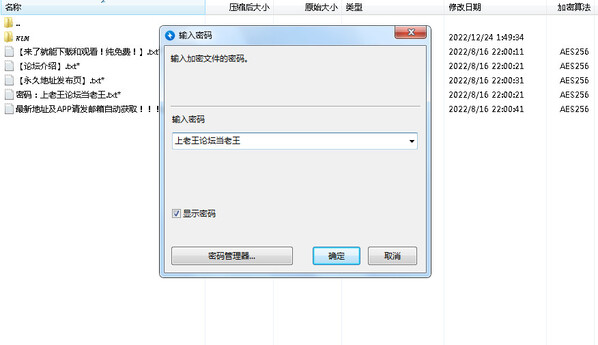 名称 压缩后大小 原始大小 类型 修改日期 加密算法
..
KLM 2022/12/24 1:49:34
【来了就能下载和观看！纯免费！】.txt* 2022/8/16 22:00:11 AES256
【论坛介绍】.txt* 2022/8/16 22:00:21 AES256
【永久地址发布页】.txt* 2022/8/16 22:00:31 AES256
密码：上老王论坛当老王.txt* 2022/8/16 22:00:21 AES256
最新地址及APP请发邮箱自动获取！！！ 2022/8/16 22:00:41 AES256
输入密码
输入加密文件的密码。
输入密码
上老王论坛当老王
显示密码
密码管理器... 确定 取消